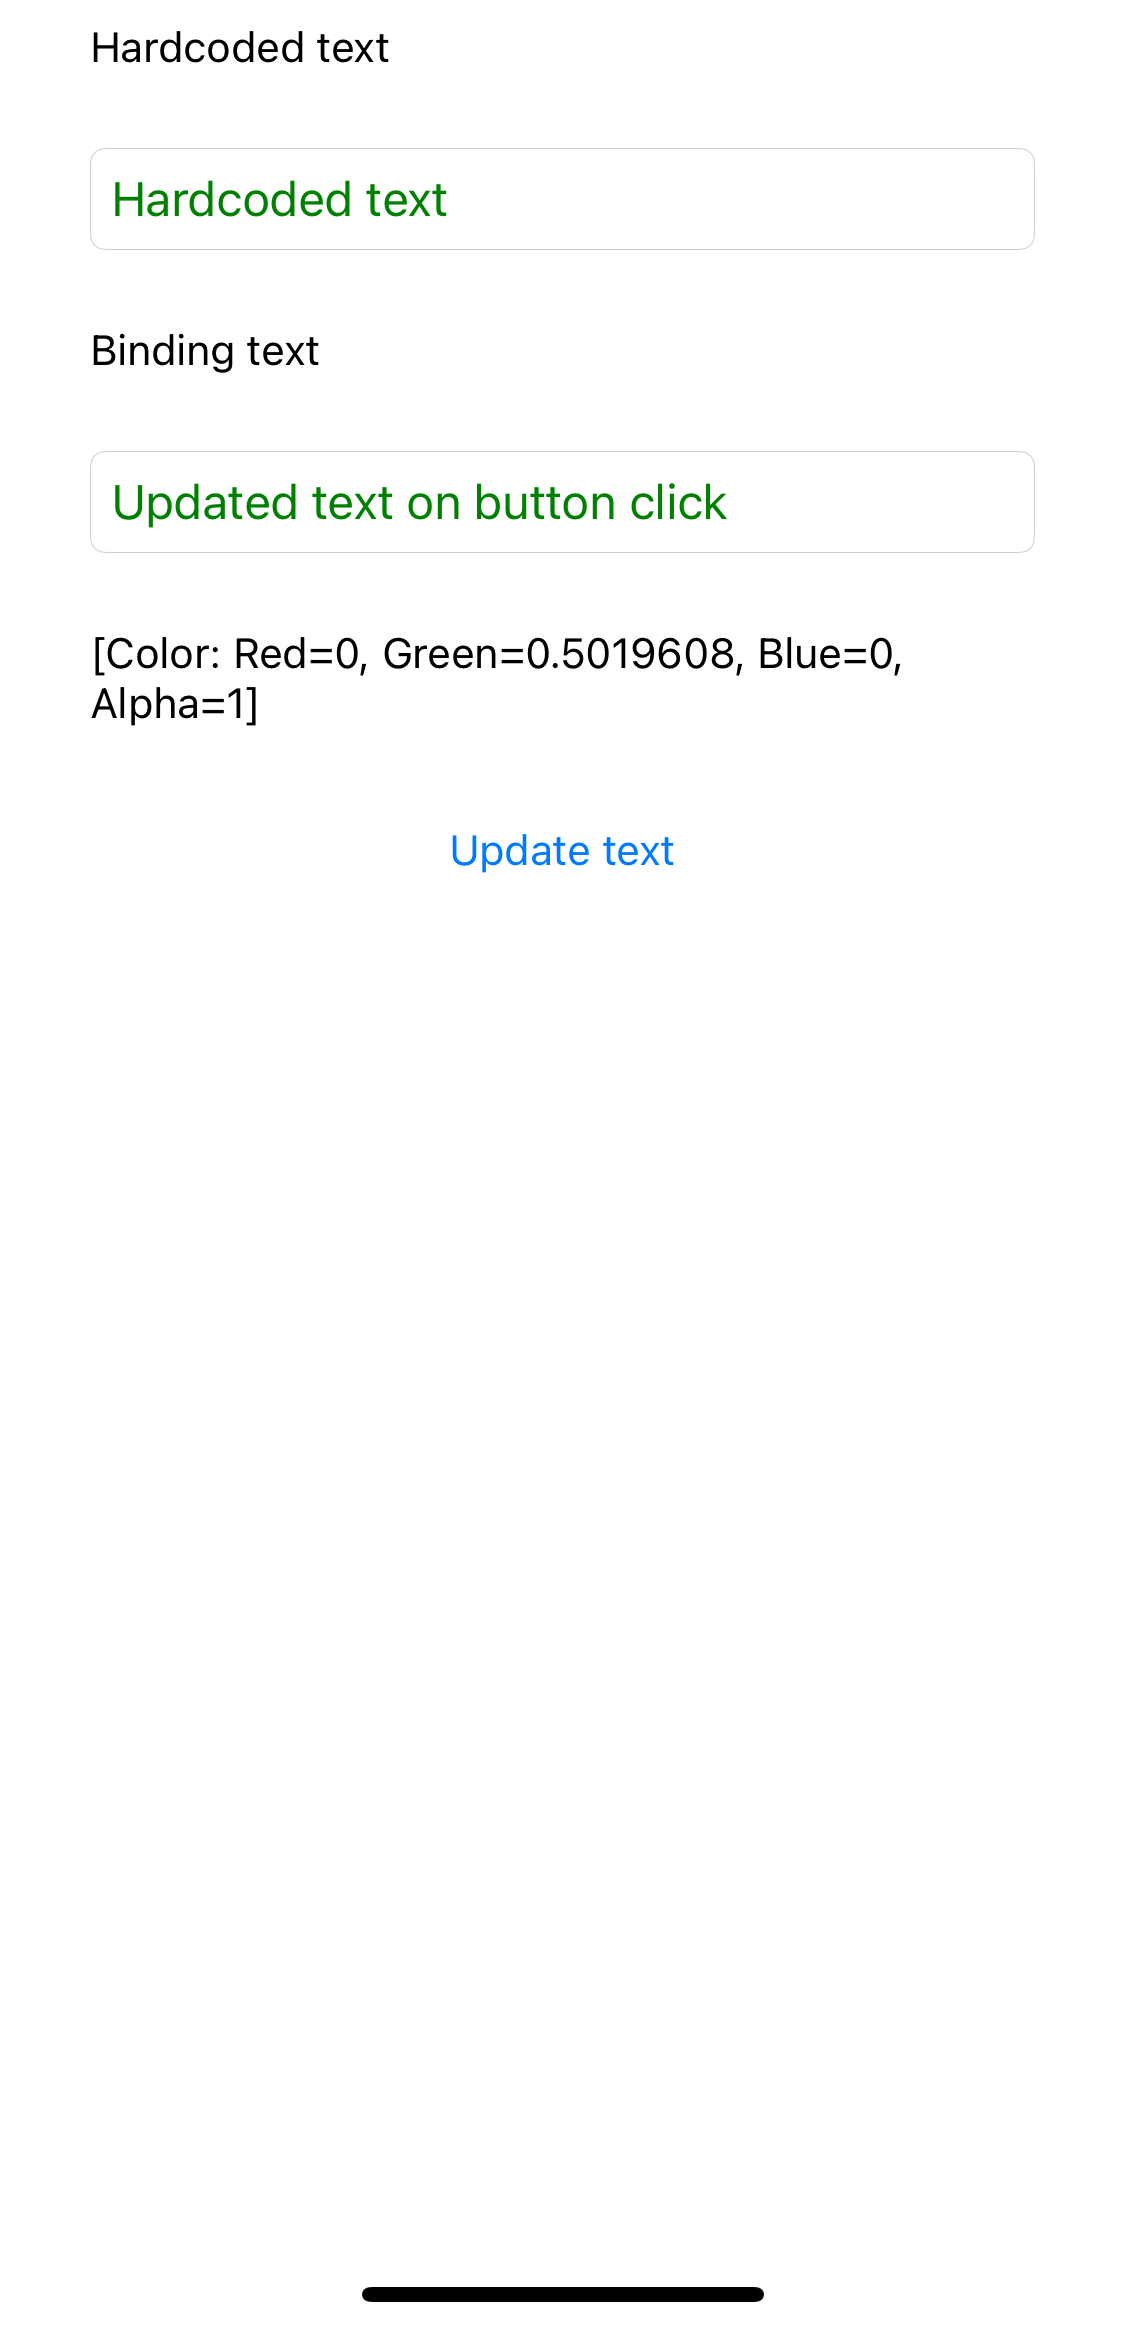 Hardcoded text
Hardcoded text
Binding text
Updated text on button click
[Color: Red=0, Green=0.5019608, Blue=0,
Alpha=1]
Update text